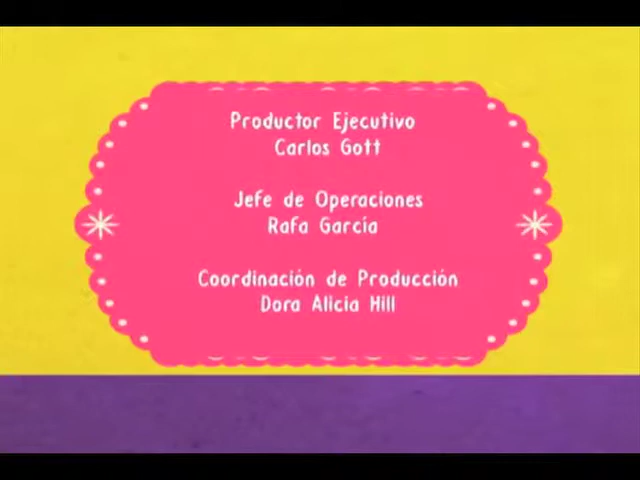 Productor Ejecutivo
Carlos Gott
Jefe de Operaciones
Rafa García
Coordinación de Producción
Dora Alicia Hill